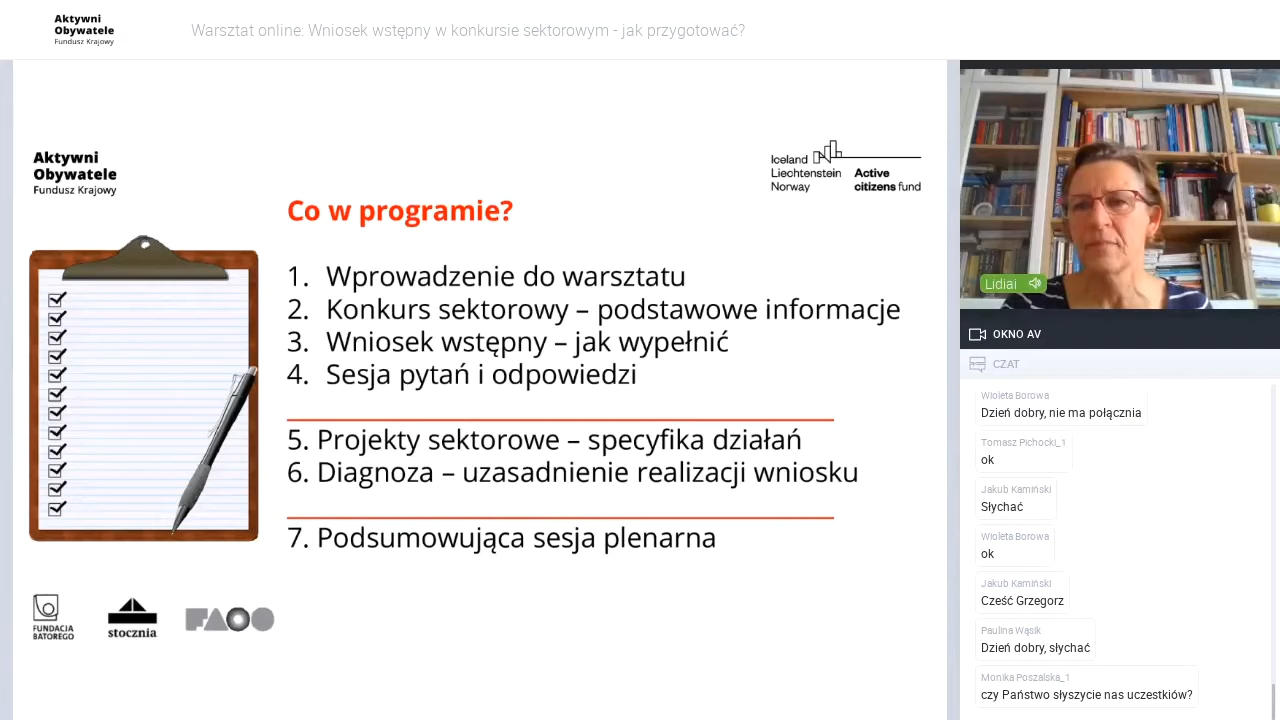 Aktywni
Obywatele
Fundusz Krajowy
Warsztat online: Wniosek wstępny w konkursie sektorowym - jak przygotować?
Aktywni
Obywatele
Fundusz Krajowy
Iceland
Liechtenstein
Norway
Active
citizens fund
Co w programie?
1. Wprowadzenie do warsztatu
2. Konkurs sektorowy – podstawowe informacje
3. Wniosek wstępny – jak wypełnić
4. Sesja pytań i odpowiedzi
5. Projekty sektorowe – specyfika działań
6. Diagnoza – uzasadnienie realizacji wniosku
7. Podsumowująca sesja plenarna
FUNDACJA
BATOREGO
stocznia
FAOO
Lidiai
OKNO AV
CZAT
Wioleta Borowa
Dzień dobry, nie ma połącznia
Tomasz Pichocki_1
ok
Jakub Kamiński
Słychać
Wioleta Borowa
ok
Jakub Kamiński
Cześć Grzegorz
Paulina Wąsik
Dzień dobry, słychać
Monika Poszalska_1
czy Państwo słyszycie nas uczestkiów?